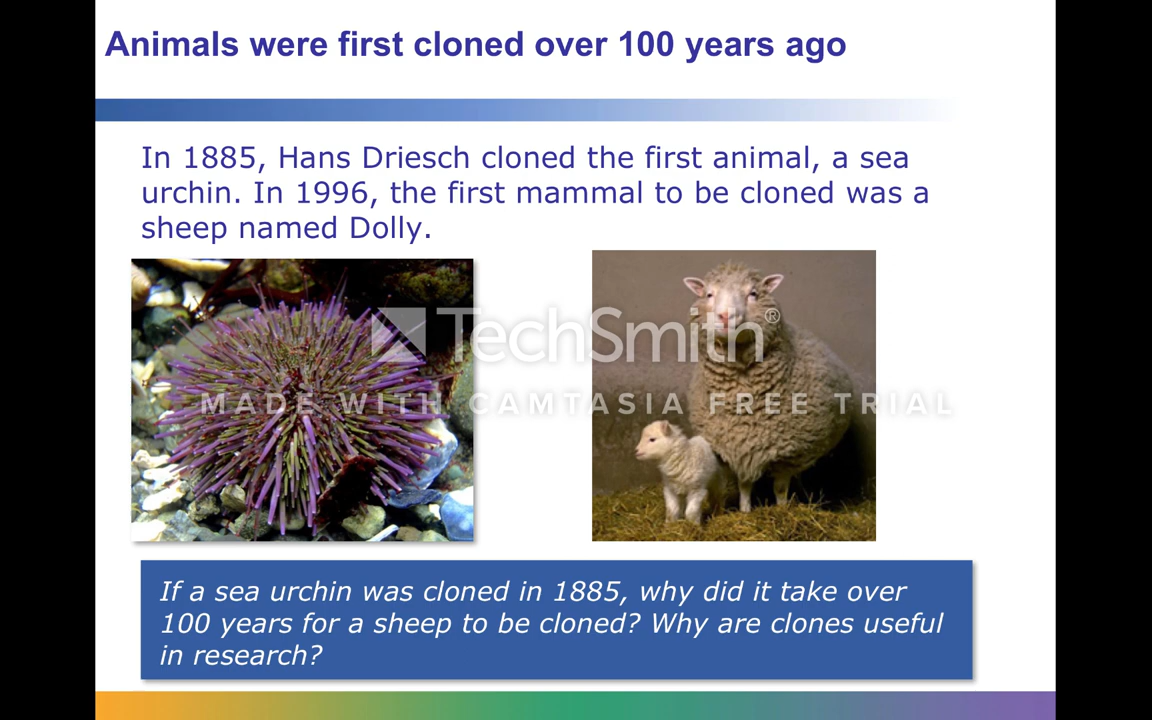 Animals were first cloned over 100 years ago
In 1885, Hans Driesch cloned the first animal, a sea
urchin. In 1996, the first mammal to be cloned was a
sheep named Dolly.
TechSmith®
MADE WITH CAMTASIA FREE TRIAL
If a sea urchin was cloned in 1885, why did it take over
100 years for a sheep to be cloned? Why are clones useful
in research?